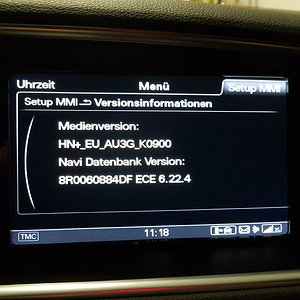 Uhrzeit Menü Setup MMI
Setup MMI Versionsinformationen
Medienversion:
HN+_EU_AU3G_K0900
Navi Datenbank Version:
8R0060884DF ECE 6.22.4
TMC 11:18